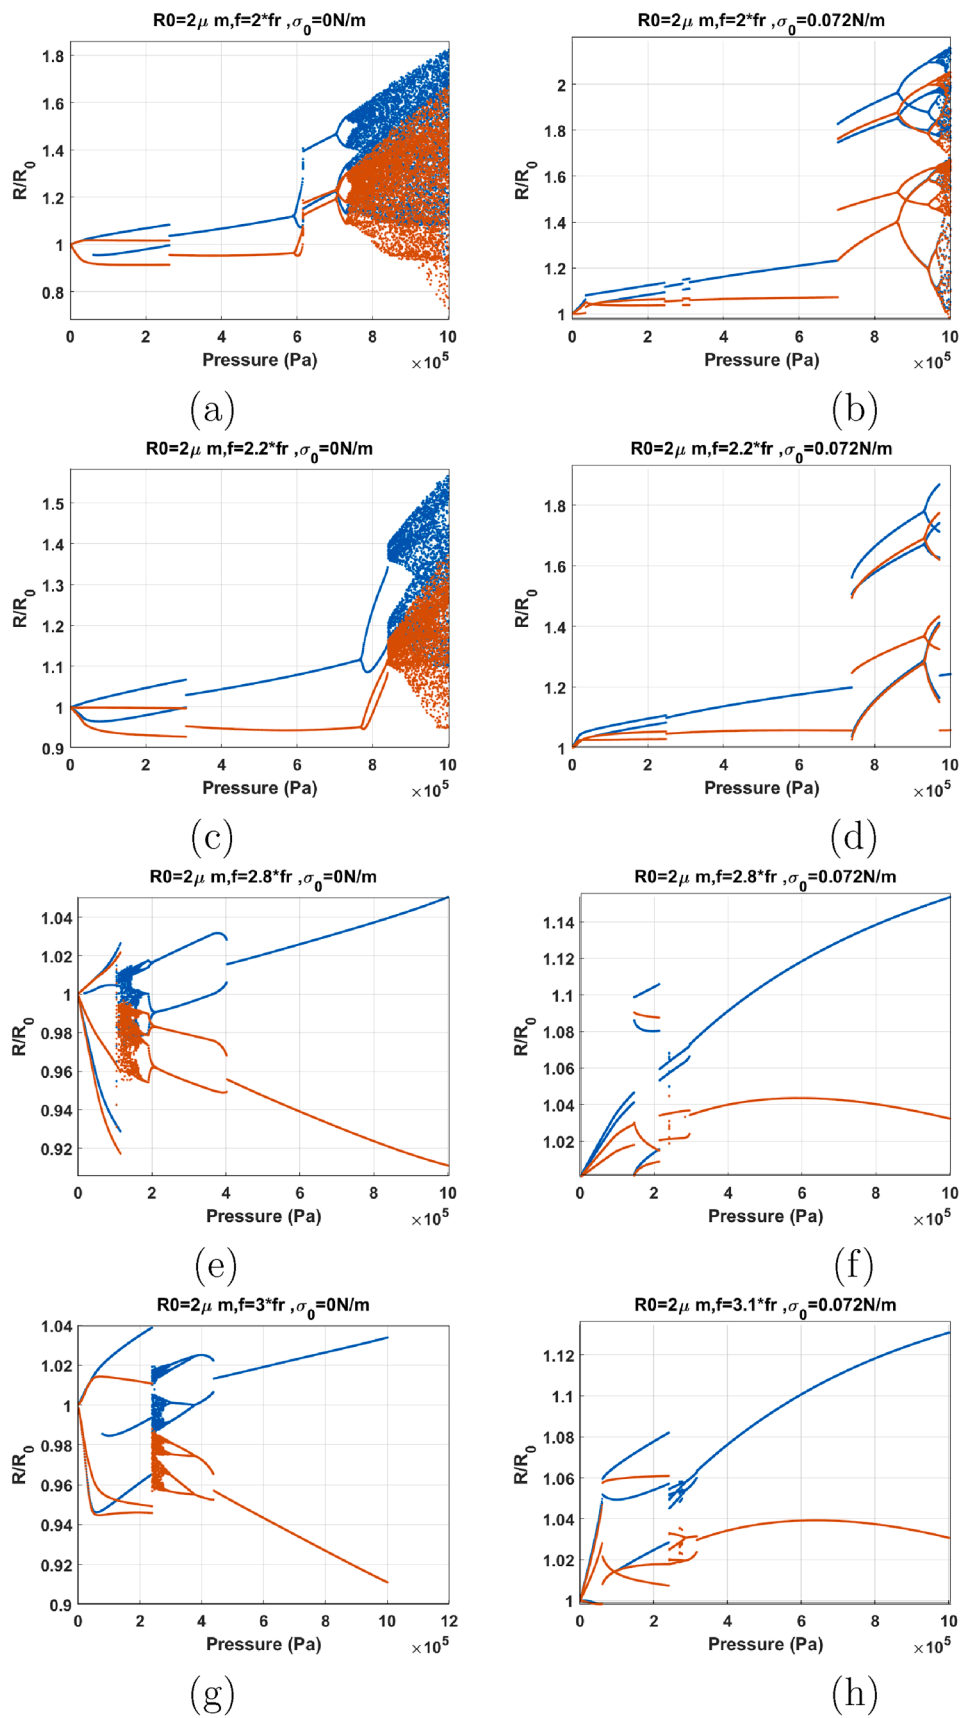 R0=2μ m,f=2*fr ,σ0=0N/m
1.8
1.6
1.4
1.2
1
0.8
R/R0
0 2 4 6 8 10
Pressure (Pa) ×10^5
(a)
R0=2μ m,f=2*fr ,σ0=0.072N/m
2
1.8
1.6
1.4
1.2
1
R/R0
0 2 4 6 8 10
Pressure (Pa) ×10^5
(b)
R0=2μ m,f=2.2*fr ,σ0=0N/m
1.5
1.4
1.3
1.2
1.1
1
0.9
R/R0
0 2 4 6 8 10
Pressure (Pa) ×10^5
(c)
R0=2μ m,f=2.2*fr ,σ0=0.072N/m
1.8
1.6
1.4
1.2
1
R/R0
0 2 4 6 8 10
Pressure (Pa) ×10^5
(d)
R0=2μ m,f=2.8*fr ,σ0=0N/m
1.04
1.02
1
0.98
0.96
0.94
0.92
R/R0
0 2 4 6 8 10
Pressure (Pa) ×10^5
(e)
R0=2μ m,f=2.8*fr ,σ0=0.072N/m
1.14
1.12
1.1
1.08
1.06
1.04
1.02
R/R0
0 2 4 6 8 10
Pressure (Pa) ×10^5
(f)
R0=2μ m,f=3*fr ,σ0=0N/m
1.04
1.02
1
0.98
0.96
0.94
0.92
0.9
R/R0
0 2 4 6 8 10 12
Pressure (Pa) ×10^5
(g)
R0=2μ m,f=3.1*fr ,σ0=0.072N/m
1.12
1.1
1.08
1.06
1.04
1.02
1
R/R0
0 2 4 6 8 10
Pressure (Pa) ×10^5
(h)